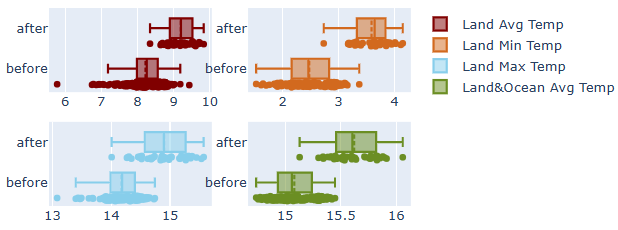 after
before
6 7 8 9 10
after
before
2 3 4
after
before
13 14 15
after
before
15 15.5 16
Land Avg Temp
Land Min Temp
Land Max Temp
Land&Ocean Avg Temp